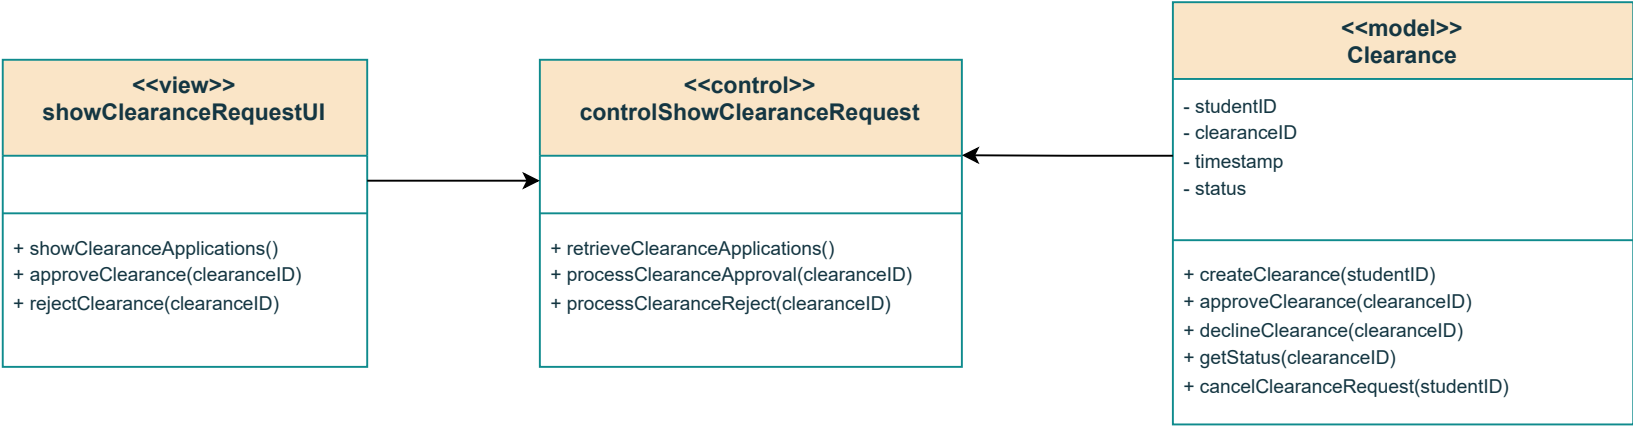 <<view>>
showClearanceRequestUI
+ showClearanceApplications()
+ approveClearance(clearanceID)
+ rejectClearance(clearanceID)
<<control>>
controlShowClearanceRequest
+ retrieveClearanceApplications()
+ processClearanceApproval(clearanceID)
+ processClearanceReject(clearanceID)
<<model>>
Clearance
- studentID
- clearanceID
- timestamp
- status
+ createClearance(studentID)
+ approveClearance(clearanceID)
+ declineClearance(clearanceID)
+ getStatus(clearanceID)
+ cancelClearanceRequest(studentID)